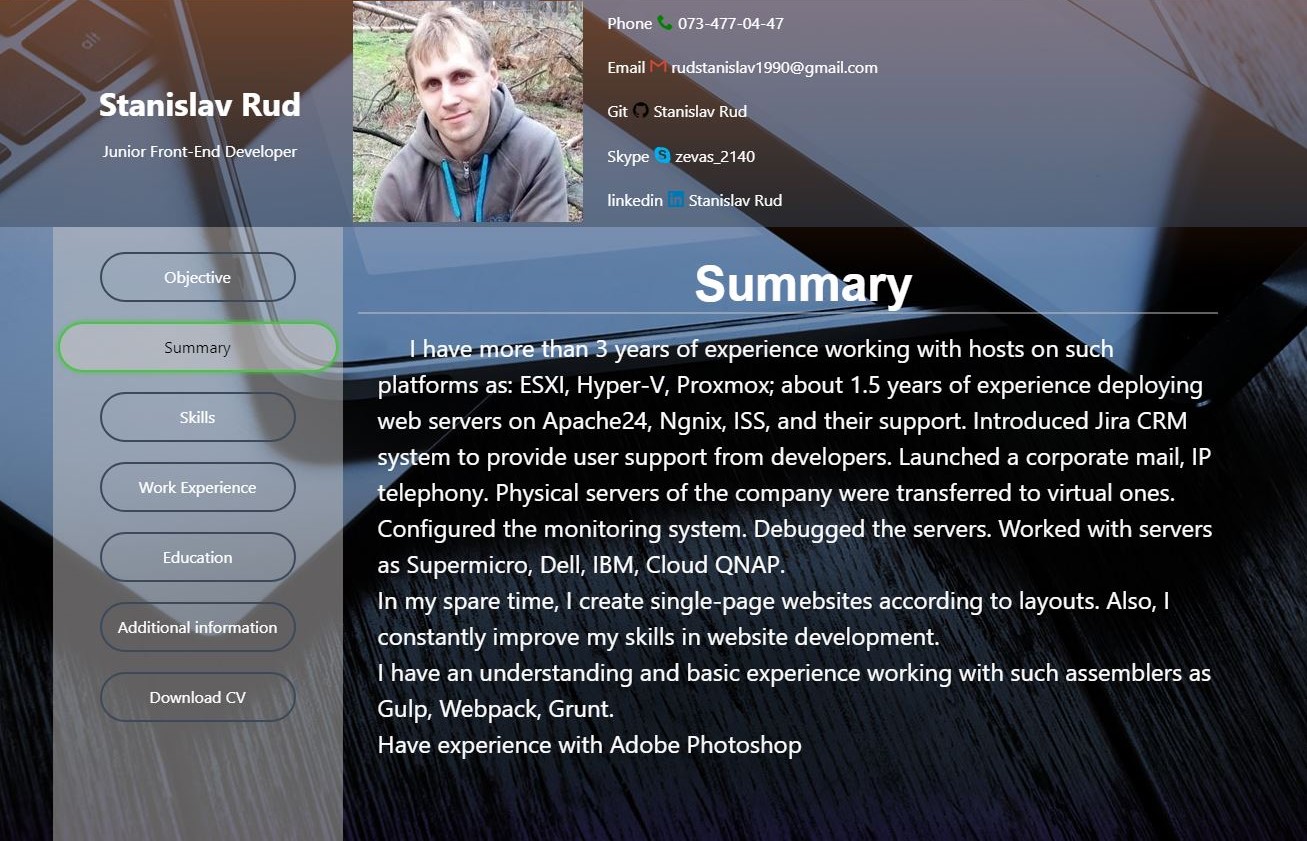 alt
Stanislav Rud
Junior Front-End Developer
Phone 073-477-04-47
Email rudstanislav1990@gmail.com
Git Stanislav Rud
Skype zevas_2140
linkedin Stanislav Rud
Objective
Summary
Skills
Work Experience
Education
Additional information
Download CV
Summary
I have more than 3 years of experience working with hosts on such
platforms as: ESXI, Hyper-V, Proxmox; about 1.5 years of experience deploying
web servers on Apache24, Ngnix, ISS, and their support. Introduced Jira CRM
system to provide user support from developers. Launched a corporate mail, IP
telephony. Physical servers of the company were transferred to virtual ones.
Configured the monitoring system. Debugged the servers. Worked with servers
as Supermicro, Dell, IBM, Cloud QNAP.
In my spare time, I create single-page websites according to layouts. Also, I
constantly improve my skills in website development.
I have an understanding and basic experience working with such assemblers as
Gulp, Webpack, Grunt.
Have experience with Adobe Photoshop